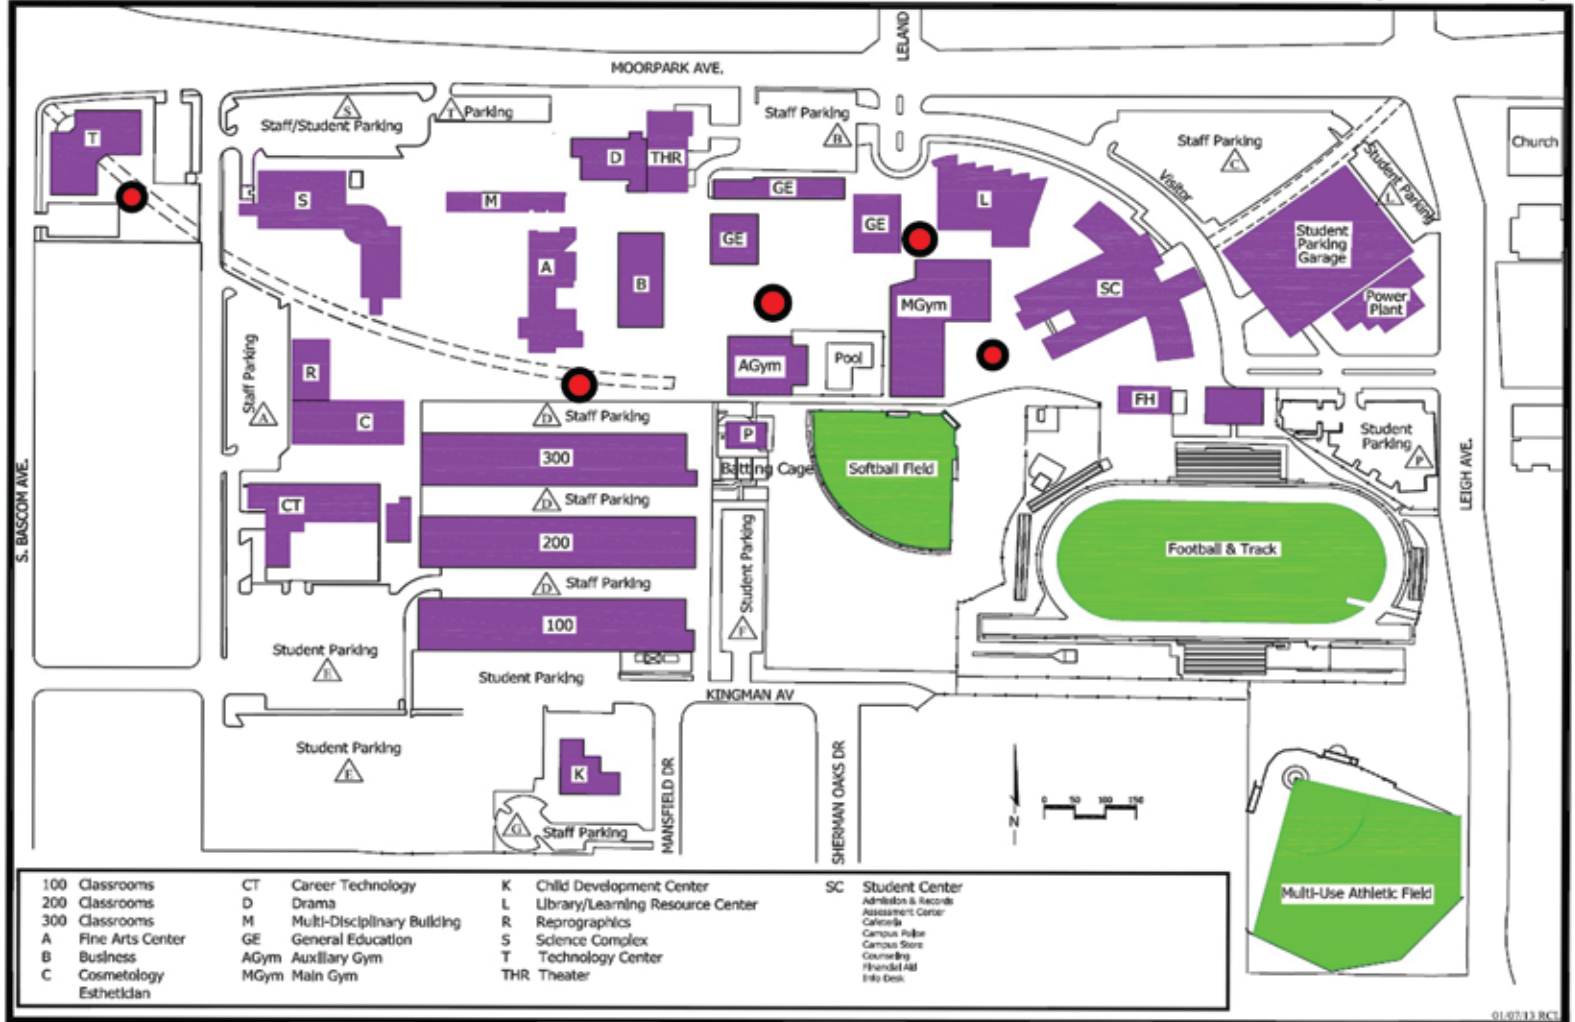 LELAND
MOORPARK AVE.
S
Staff/Student Parking
T
Parking
Staff Parking
B
Staff Parking
C
Visitor
Student Parking
L
Church
T
S
M
D
THR
GE
GE
GE
L
A
B
MGym
SC
Student
Parking
Garage
Power
Plant
AGym
Pool
R
C
Staff Parking
A
D
Staff Parking
300
D
Staff Parking
200
D
Staff Parking
100
P
Batting Cage
Softball Field
FH
Student
Parking
P
LEIGH AVE.
S. BASCOM AVE.
CT
Student Parking
F
Football & Track
Student Parking
E
Student Parking
KINGMAN AV
Student Parking
E
K
G
Staff Parking
MANSFIELD DR
SHERMAN OAKS DR
N
0 50 100 150
Multi-Use Athletic Field
100 Classrooms
200 Classrooms
300 Classrooms
A Fine Arts Center
B Business
C Cosmetology
Esthetician
CT Career Technology
D Drama
M Multi-Disciplinary Building
GE General Education
AGym Auxillary Gym
MGym Main Gym
K Child Development Center
L Library/Learning Resource Center
R Reprographics
S Science Complex
T Technology Center
THR Theater
SC Student Center
Admission & Records
Assessment Center
Cafeteria
Campus Police
Campus Store
Counseling
Financial Aid
Info Desk
01/07/13 RCL